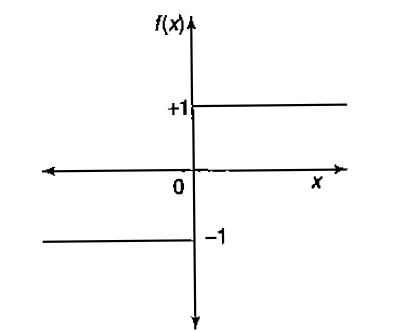 f(x)
+1
0
x
–1